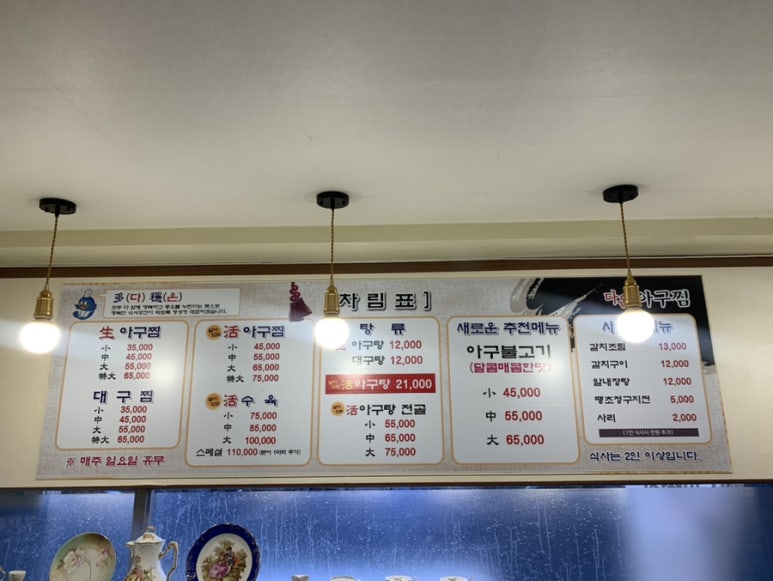 多(다) 穩(온)
차림표]
아구찜
生 아구찜
小 35,000
中 45,000
大 55,000
特大 65,000
대구찜
小 35,000
中 45,000
大 55,000
特大 65,000
※ 매주 일요일 휴무
活 아구찜
小 45,000
中 55,000
大 65,000
特大 75,000
活 수육
小 75,000
中 85,000
大 100,000
스페셜 110,000
탕류
아구탕 12,000
대구탕 12,000
活아구탕 21,000
活아구탕 전골
小 55,000
中 65,000
大 75,000
새로운 추천메뉴
아구불고기
(달콤매콤한맛)
小 45,000
中 55,000
大 65,000
갈치조림 13,000
갈치구이 12,000
알내장탕 12,000
땡초정구지전 5,000
사리 2,000
식사는 2인 이상입니다.